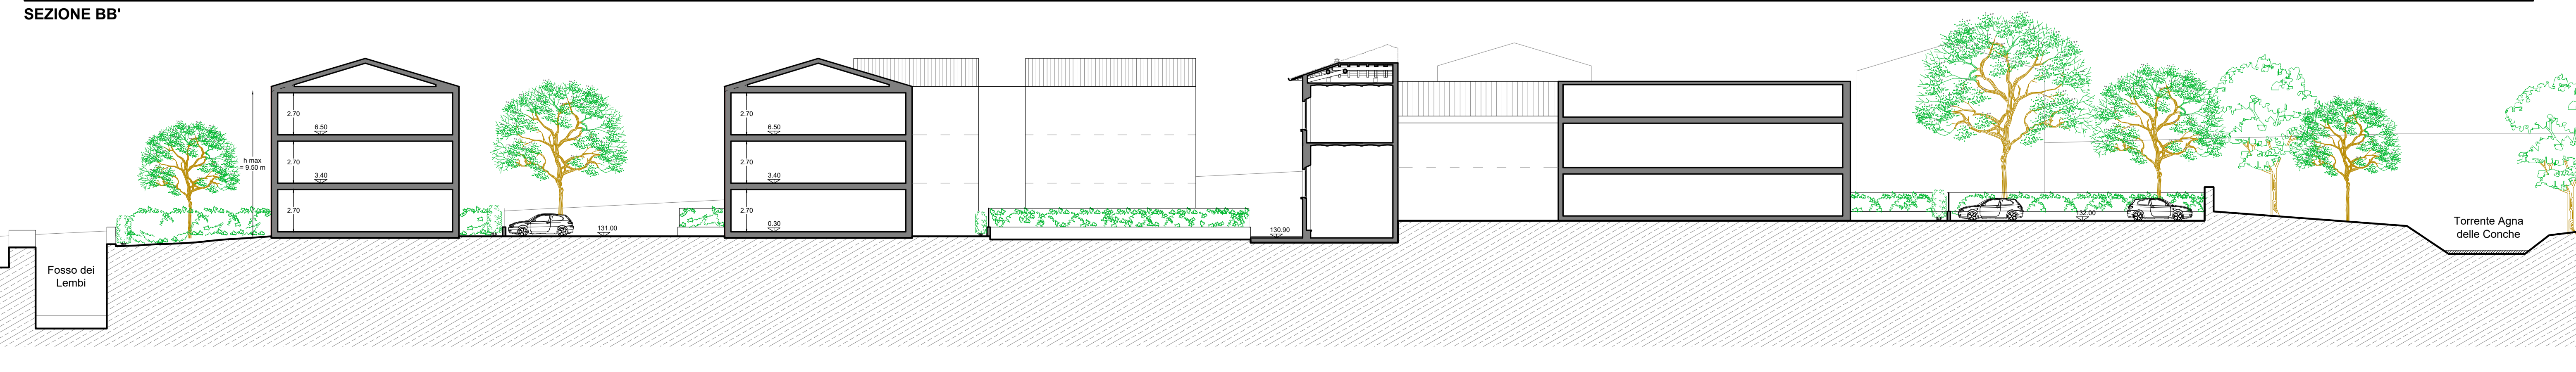 SEZIONE BB'
h max
= 9.50 m
2.70
6.50
2.70
3.40
2.70
131.00
2.70
6.50
2.70
3.40
2.70
0.30
130.90
132.00
Fosso dei
Lembi
Torrente Agna
delle Conche